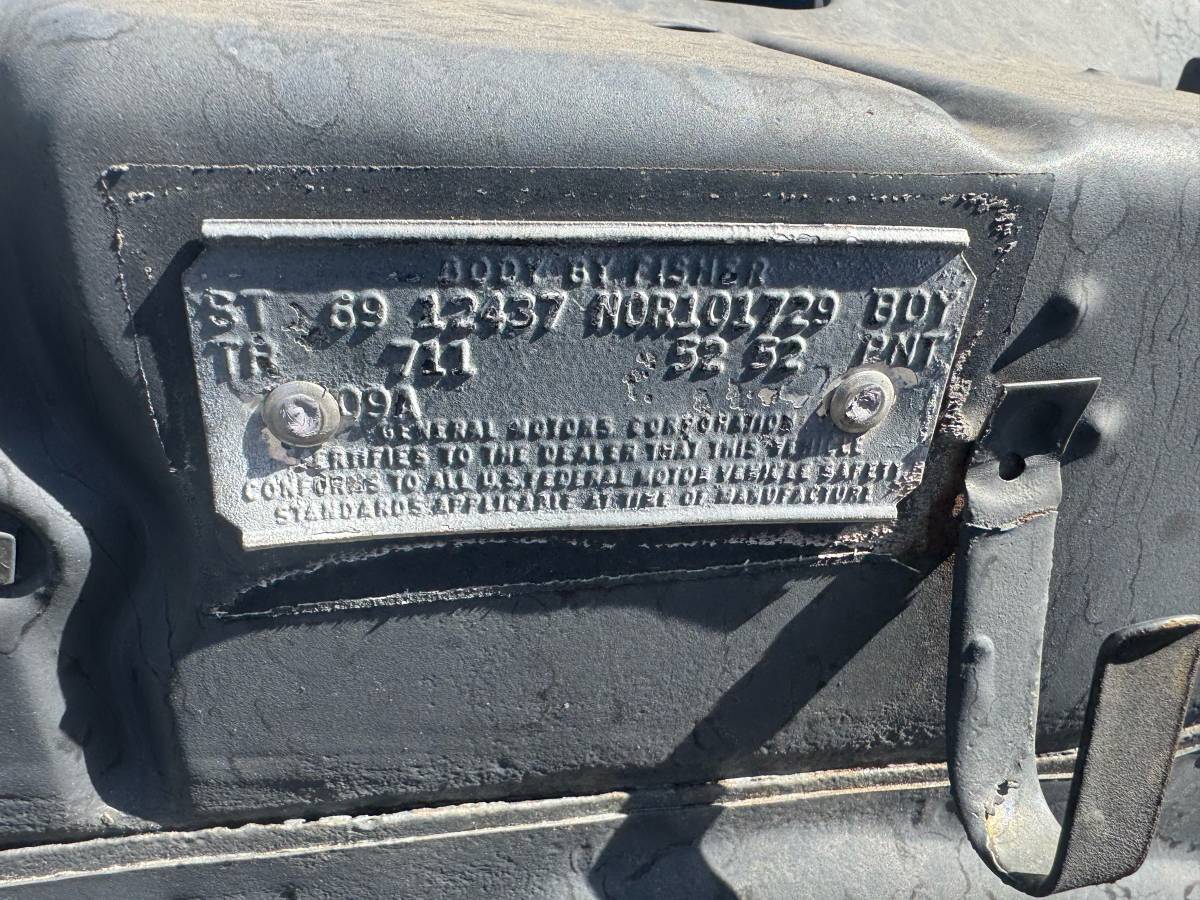 BODY BY FISHER
ST 69 12437 NOR101729 BDY
TR 711 52 52 PNT
09A
GENERAL MOTORS CORPORATION
CERTIFIES TO THE DEALER THAT THIS VEHICLE
CONFORMS TO ALL U.S. FEDERAL MOTOR VEHICLE SAFETY
STANDARDS APPLICABLE AT TIME OF MANUFACTURE